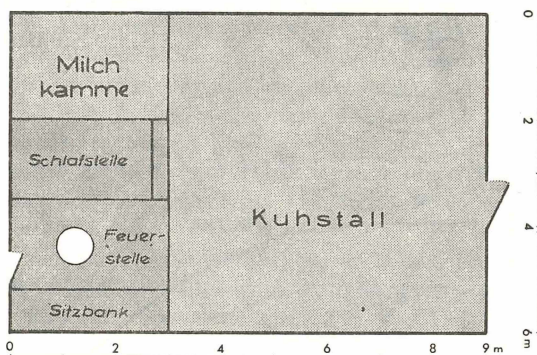 Milch
kamme
Schlafstelle
Feuer-
stelle
Kuhstall
Sitzbank
0
2
4
6
m
0 2 4 6 8 9 m